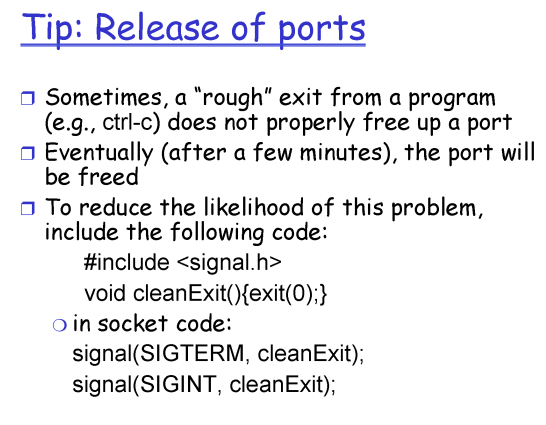 Tip: Release of ports
Sometimes, a “rough” exit from a program
(e.g., ctrl-c) does not properly free up a port
Eventually (after a few minutes), the port will
be freed
To reduce the likelihood of this problem,
include the following code:
#include <signal.h>
void cleanExit(){exit(0);}
in socket code:
signal(SIGTERM, cleanExit);
signal(SIGINT, cleanExit);